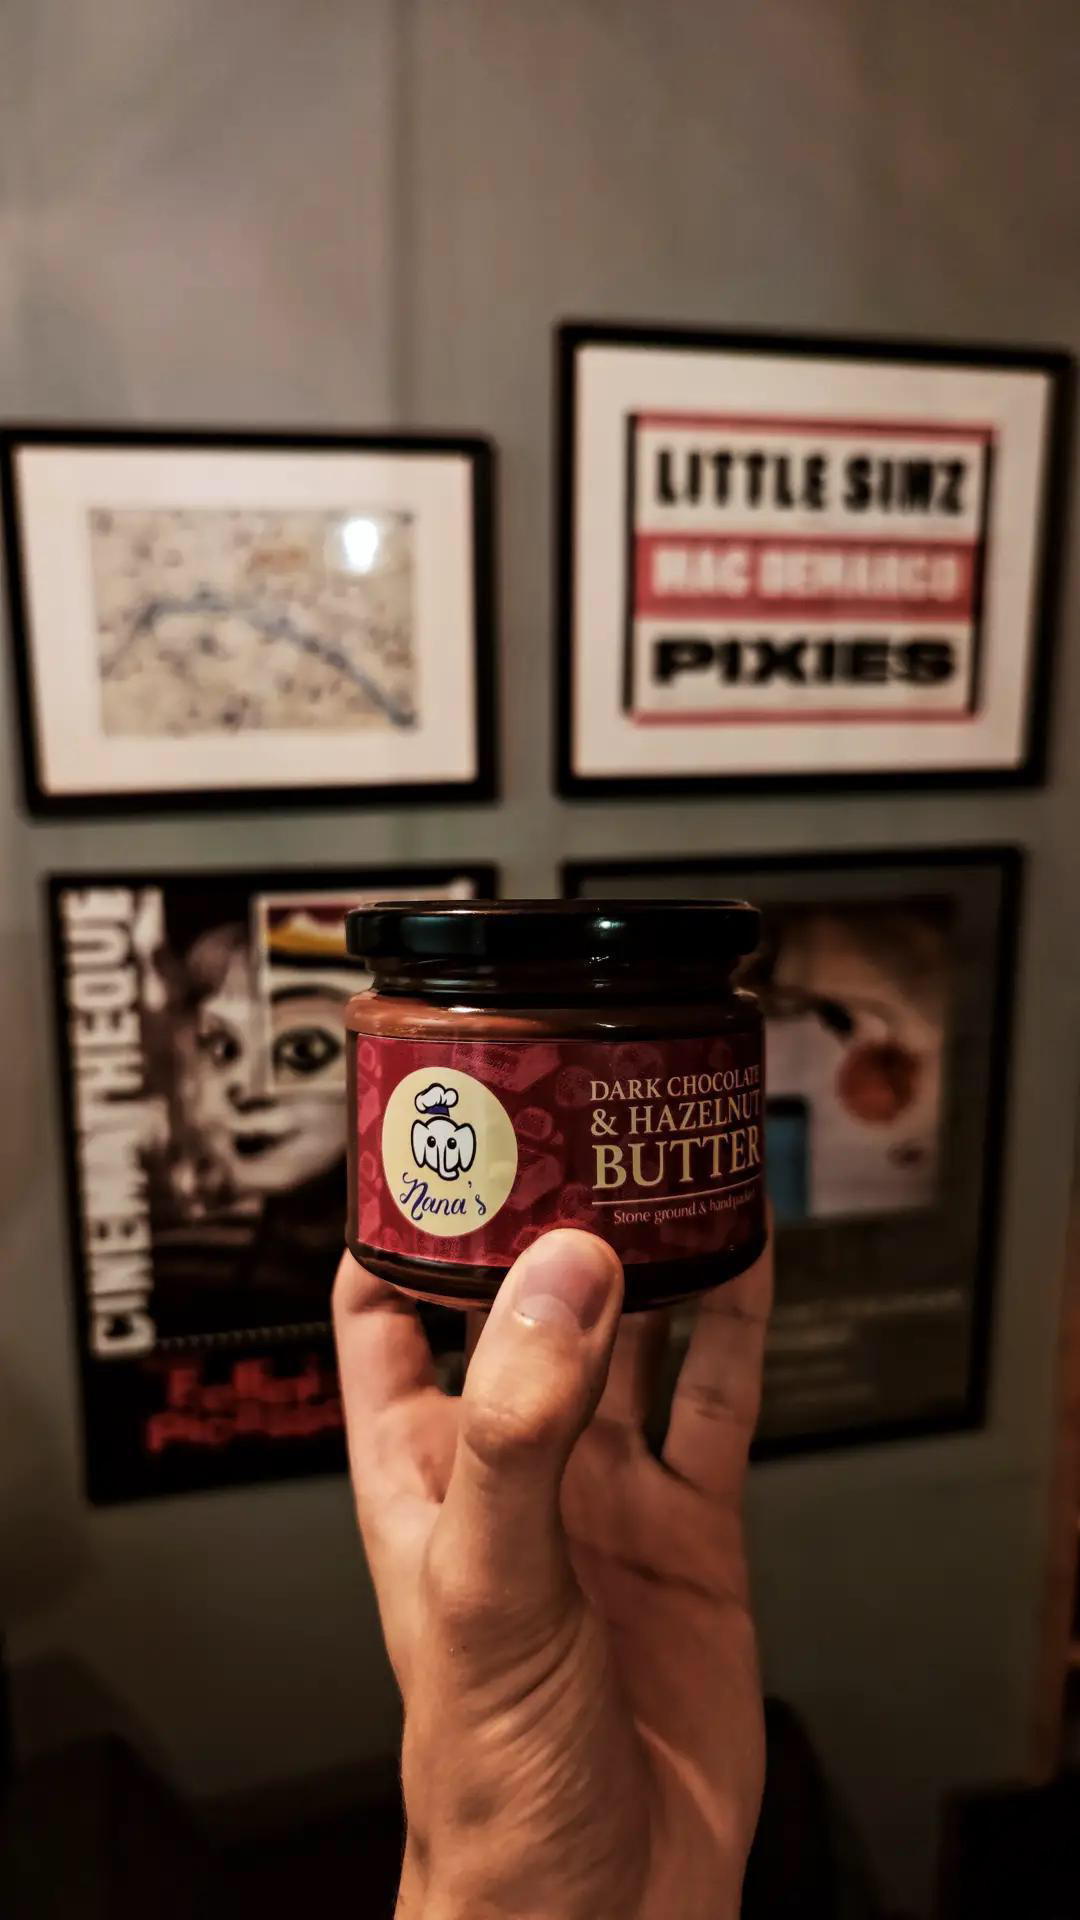 LITTLE SIMZ
MAC DEMARCO
PIXIES
CINEMATHEQUE
Nana's
DARK CHOCOLATE
& HAZELNUT
BUTTER
Stone ground & hand packed